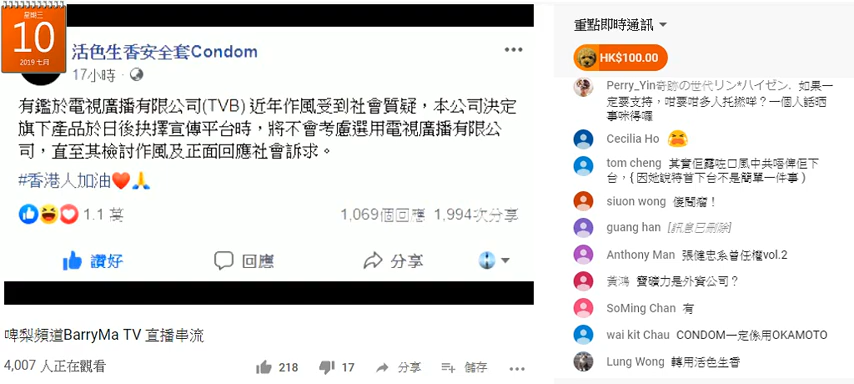 星期三
10
2019 七月
活色生香安全套Condom
17小時 ·
有鑑於電視廣播有限公司(TVB) 近年作風受到社會質疑，本公司決定
旗下產品於日後抉擇宣傳平台時，將不會考慮選用電視廣播有限公
司，直至其檢討作風及正面回應社會訴求。
#香港人加油❤️🙏
1.1 萬
1,069個回應 1,994次分享
讚好 回應 分享
啤梨頻道BarryMa TV 直播串流
4,007 人正在觀看
218 17 分享 儲存
重點即時通訊
HK$100.00
Perry_Yin奇跡の世代リン*ハイゼン. 如果一
定要支持，咁要咁多人托撚咩？一個人話晒
事咪得囉
Cecilia Ho 😫
tom cheng 其實佢露咗口風中共唔俾佢下
台，( 因她說特首下台不是簡單一件事 )
siuon wong 傻閪瘤！
guang han [訊息已刪除]
Anthony Man 張健忠系曾任權vol.2
黃鴻 寶礦力是外資公司？
SoMing Chan 有
wai kit Chau CONDOM一定係用OKAMOTO
Lung Wong 轉用活色生香